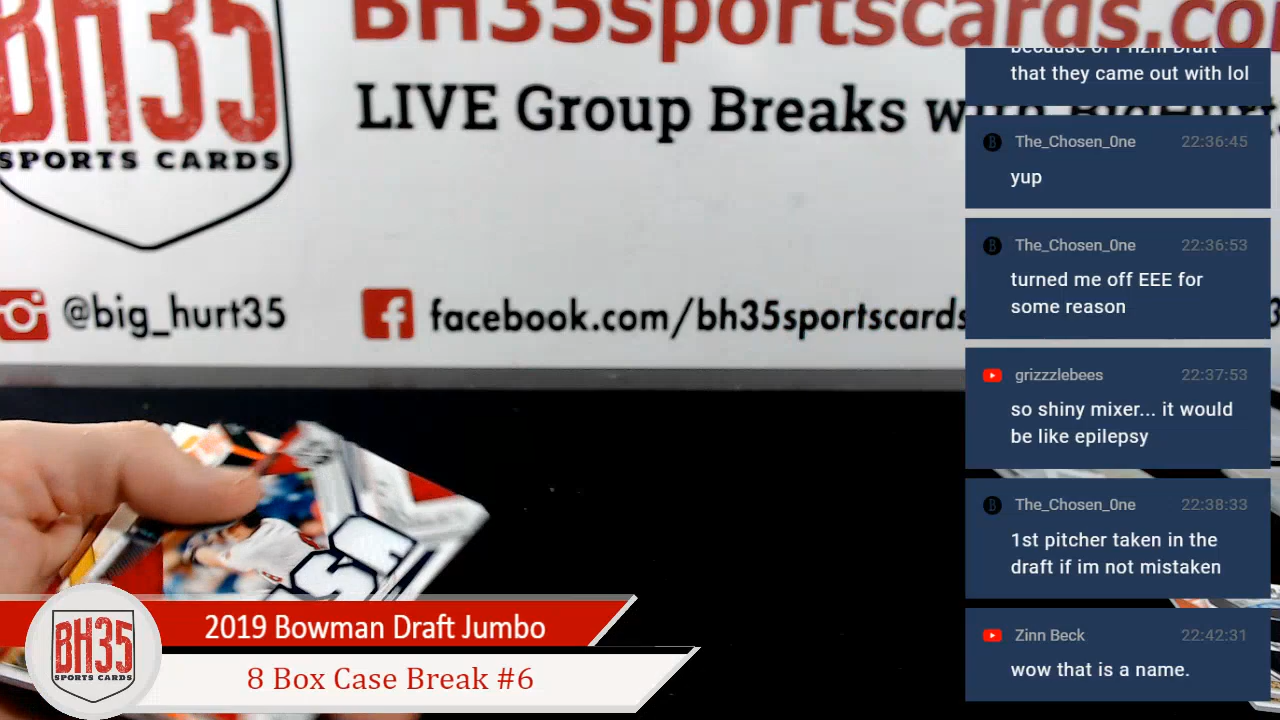 BH35
SPORTS CARDS
BH35sportscards.co
LIVE Group Breaks
@big_hurt35
facebook.com/bh35sportscards
that they came out with lol
The_Chosen_0ne 22:36:45
yup
The_Chosen_0ne 22:36:53
turned me off EEE for
some reason
grizzzlebees 22:37:53
so shiny mixer... it would
be like epilepsy
The_Chosen_0ne 22:38:33
1st pitcher taken in the
draft if im not mistaken
Zinn Beck 22:42:31
wow that is a name.
USA
BH35
SPORTS CARDS
2019 Bowman Draft Jumbo
8 Box Case Break #6